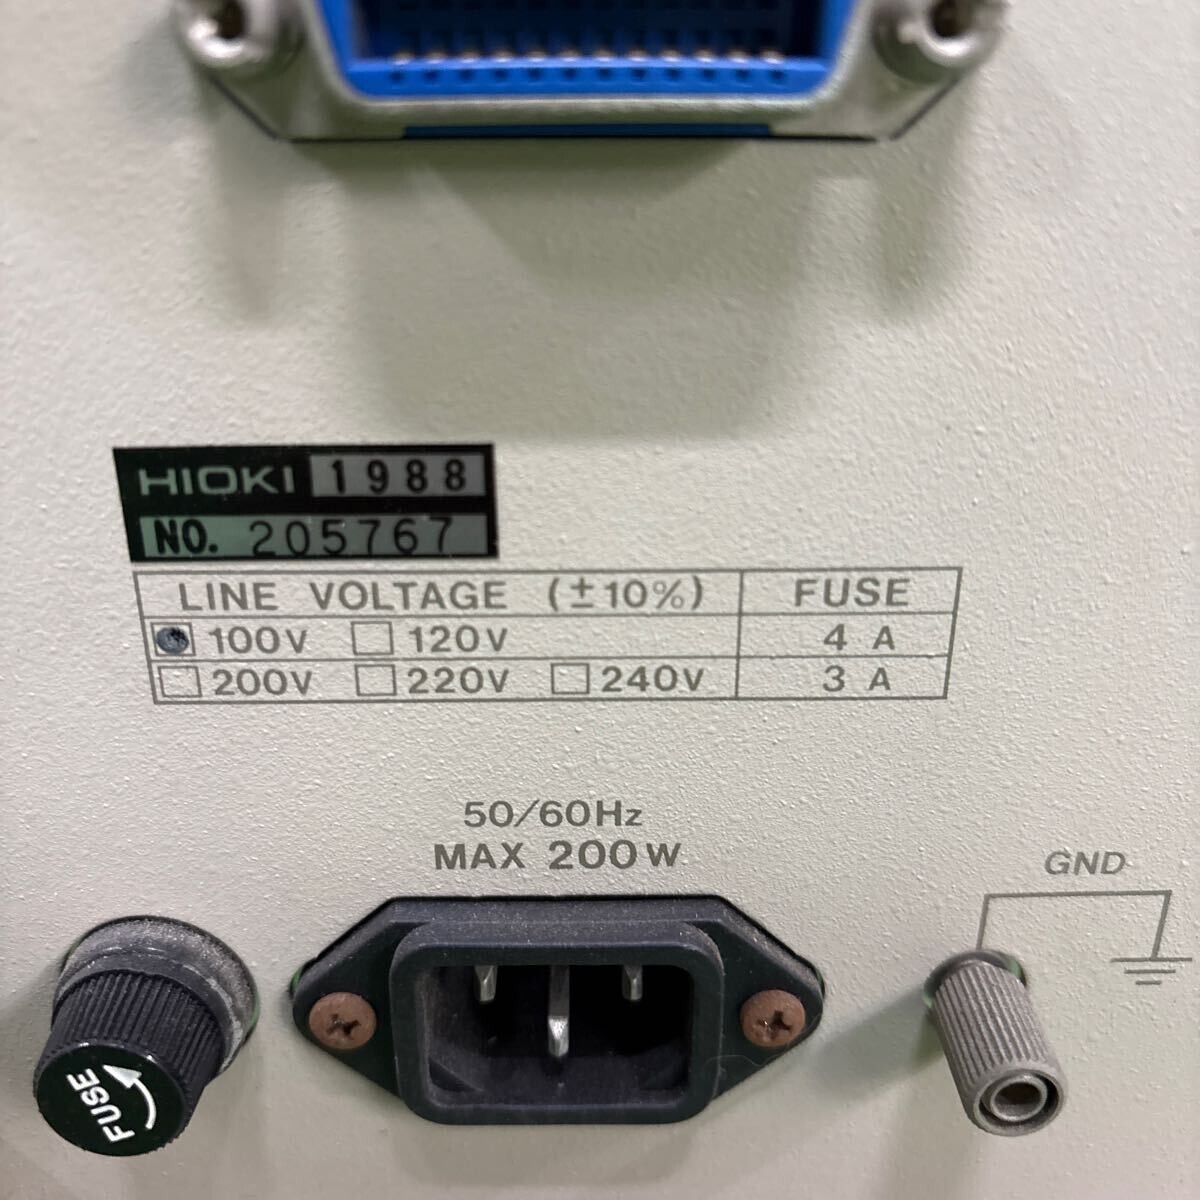 HIOKI 1988
NO. 205767
LINE VOLTAGE (±10%) FUSE
100V 120V 4 A
200V 220V 240V 3 A
50/60Hz
MAX 200W
GND
FUSE